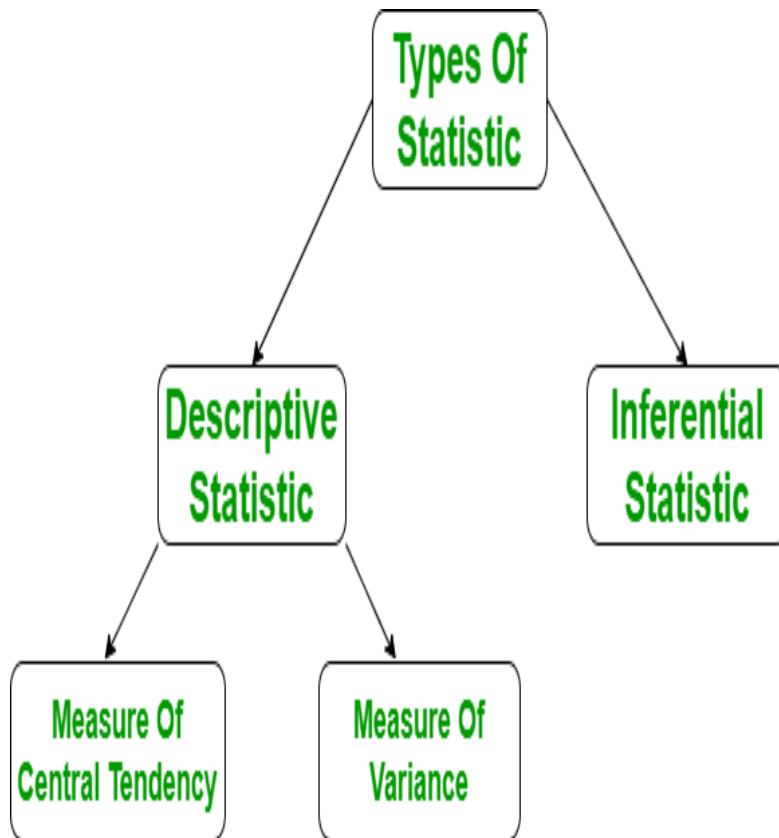 Types Of
Statistic
Descriptive
Statistic
Inferential
Statistic
Measure Of
Central Tendency
Measure Of
Variance